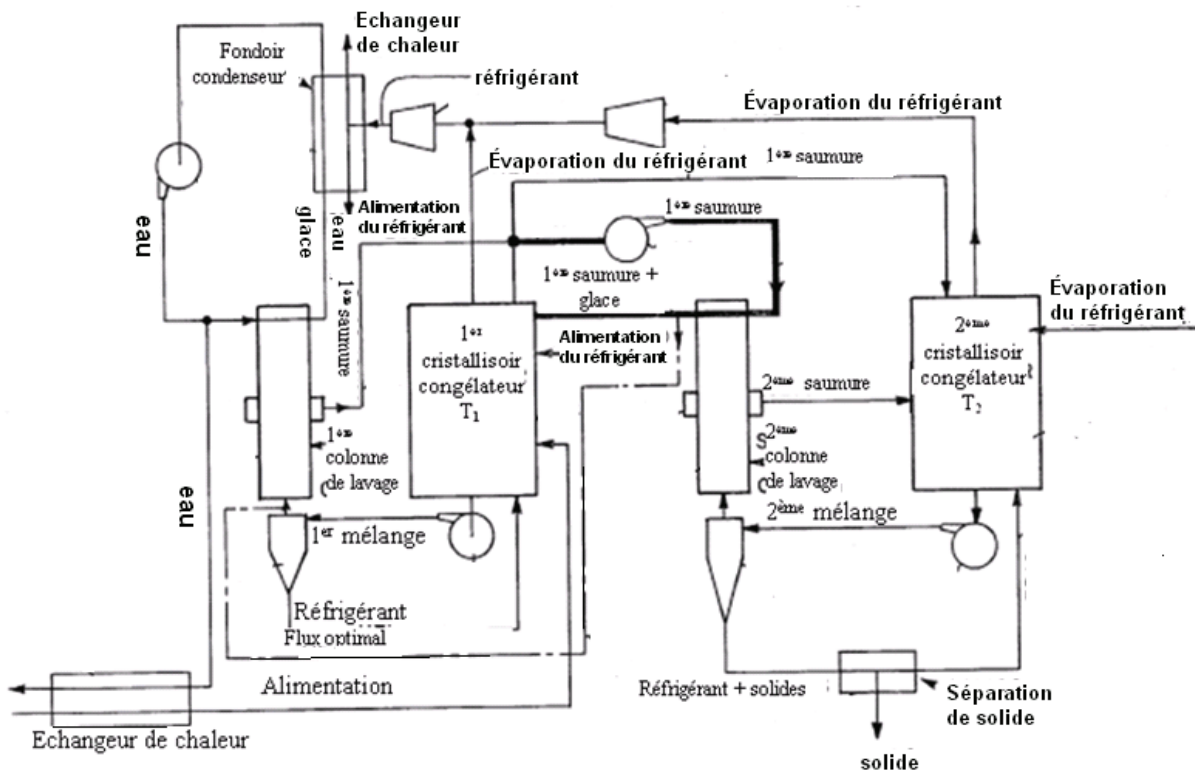 Echangeur
de chaleur
Fondoir
condenseur
réfrigérant
Évaporation du réfrigérant
1ère saumure
Évaporation du réfrigérant
eau
glace
eau
Alimentation
du réfrigérant
1ère saumure
1ère saumure
1ère saumure +
glace
Évaporation
du réfrigérant
1er
cristallisoir
congélateur
T1
Alimentation
du réfrigérant
2ème
cristallisoir
congélateur
T2
2ème saumure
1ère
colonne
de lavage
2ème
colonne
de lavage
eau
1er mélange
2ème mélange
Réfrigérant
Flux optimal
Alimentation
Réfrigérant + solides
Séparation
de solide
Echangeur de chaleur
solide